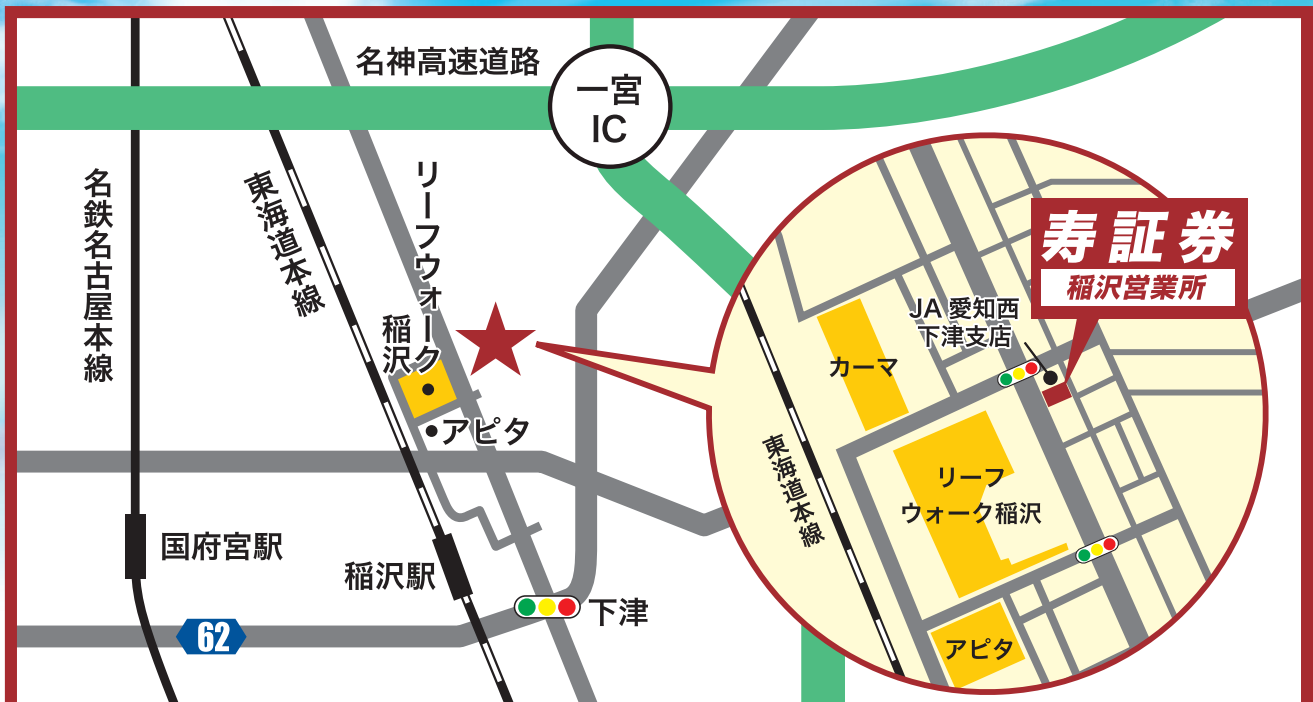 名神高速道路
一宮
IC
名鉄名古屋本線
東海道本線
リーフウォーク
稲沢
アピタ
国府宮駅
稲沢駅
下津
62
寿証券
稲沢営業所
JA 愛知西
下津支店
カーマ
東海道本線
リーフ
ウォーク稲沢
アピタ